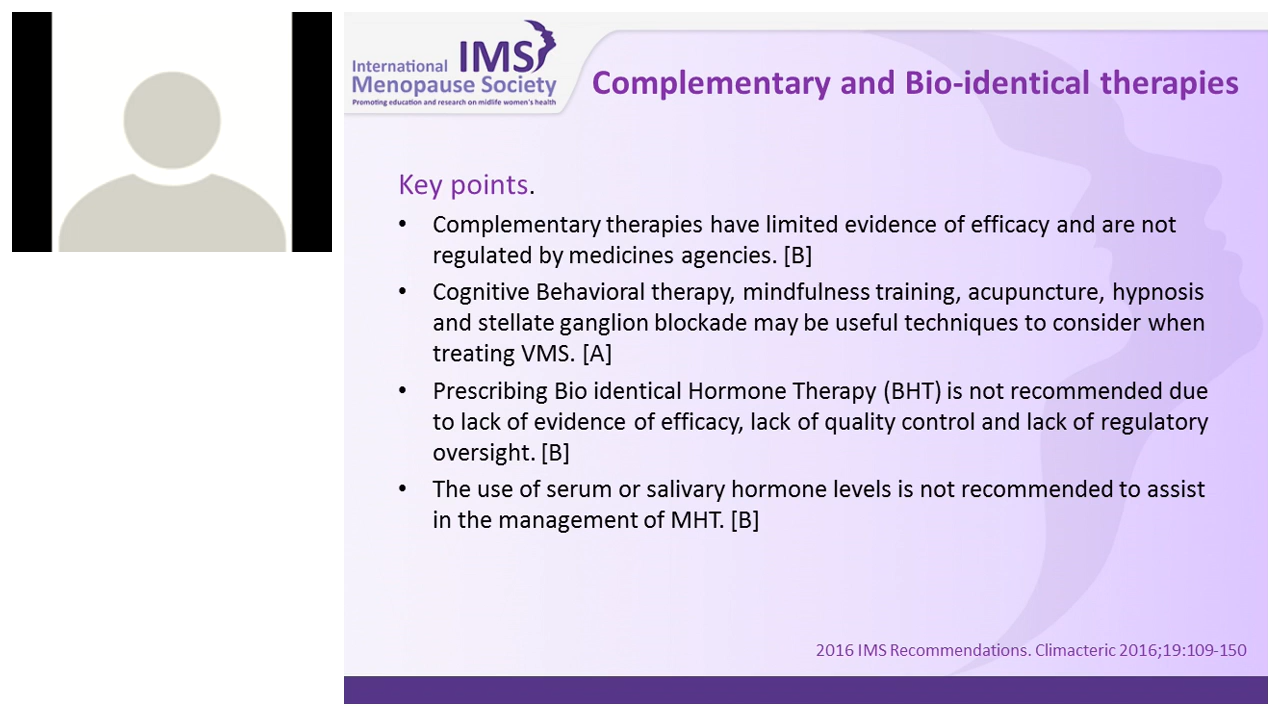 IMS
International
Menopause Society
Promoting education and research on midlife women's health
Complementary and Bio-identical therapies
Key points.
• Complementary therapies have limited evidence of efficacy and are not
regulated by medicines agencies. [B]
• Cognitive Behavioral therapy, mindfulness training, acupuncture, hypnosis
and stellate ganglion blockade may be useful techniques to consider when
treating VMS. [A]
• Prescribing Bio identical Hormone Therapy (BHT) is not recommended due
to lack of evidence of efficacy, lack of quality control and lack of regulatory
oversight. [B]
• The use of serum or salivary hormone levels is not recommended to assist
in the management of MHT. [B]
2016 IMS Recommendations. Climacteric 2016;19:109-150